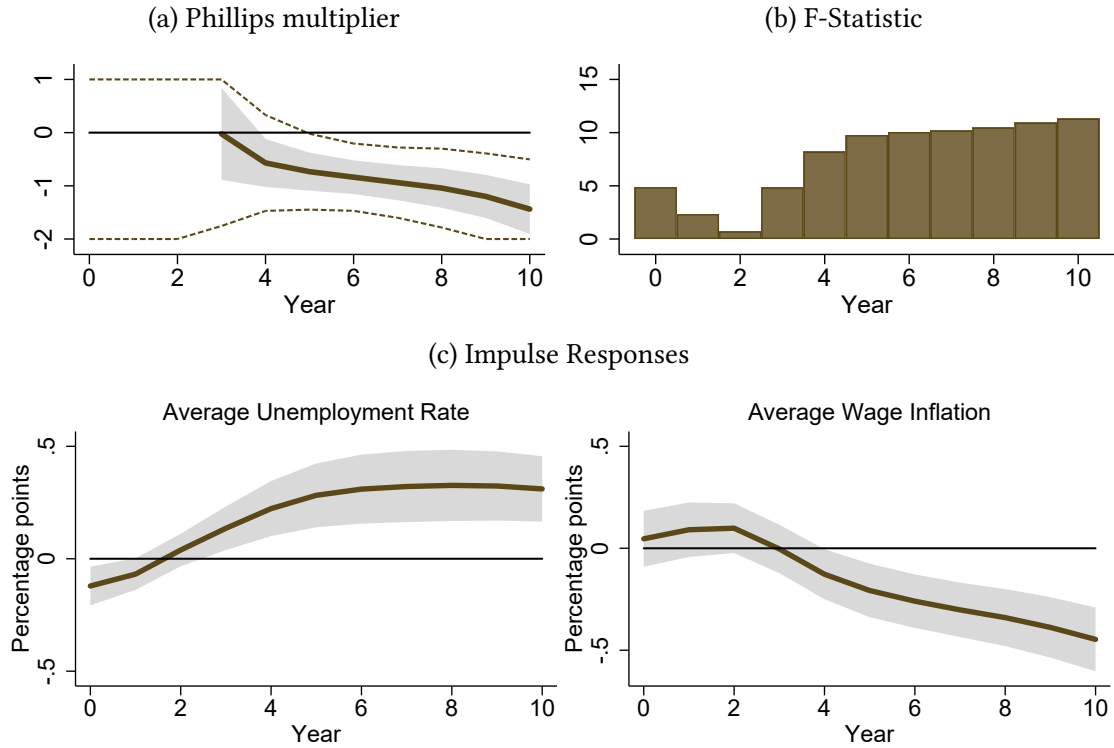 (a) Phillips multiplier
1
0
-1
-2
0 2 4 6 8 10
Year
(b) F-Statistic
15
10
5
0
0 2 4 6 8 10
Year
(c) Impulse Responses
Average Unemployment Rate
Percentage points
.5
0
-.5
0 2 4 6 8 10
Year
Average Wage Inflation
Percentage points
.5
0
-.5
0 2 4 6 8 10
Year